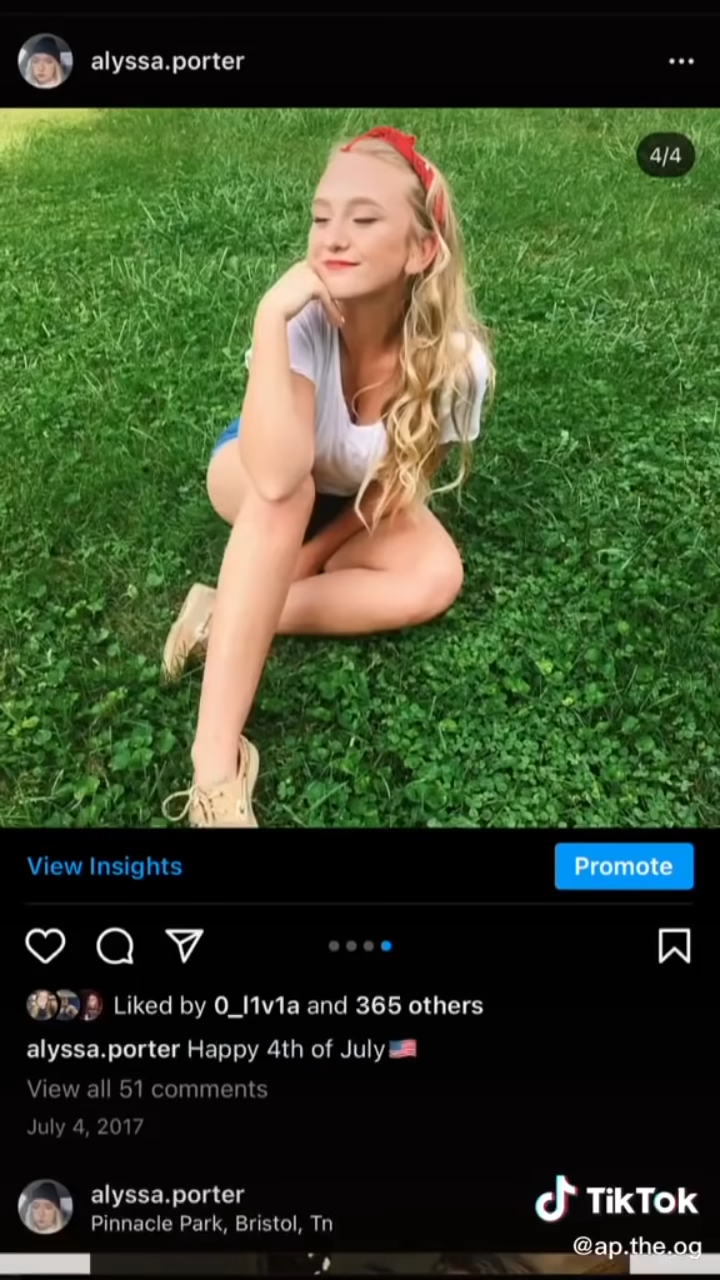 alyssa.porter
4/4
View Insights
Promote
Liked by 0_l1v1a and 365 others
alyssa.porter Happy 4th of July🇺🇸
View all 51 comments
July 4, 2017
alyssa.porter
Pinnacle Park, Bristol, Tn
TikTok
@ap.the.og